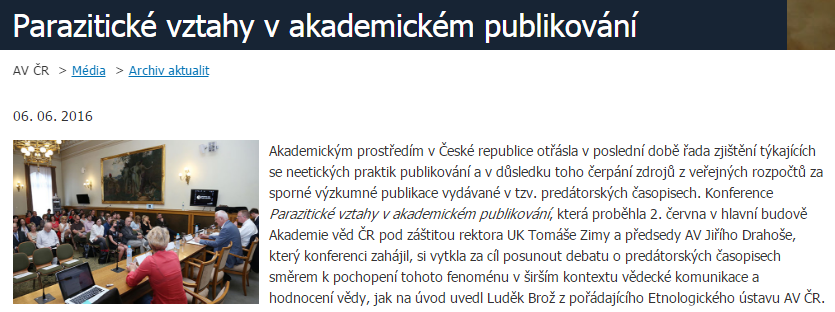 Parazitické vztahy v akademickém publikování
AV ČR > Média > Archiv aktualit
06. 06. 2016
Akademickým prostředím v České republice otřásla v poslední době řada zjištění týkajících
se neetických praktik publikování a v důsledku toho čerpání zdrojů z veřejných rozpočtů za
sporné výzkumné publikace vydávané v tzv. predátorských časopisech. Konference
Parazitické vztahy v akademickém publikování, která proběhla 2. června v hlavní budově
Akademie věd ČR pod záštitou rektora UK Tomáše Zimy a předsedy AV Jiřího Drahoše,
který konferenci zahájil, si vytkla za cíl posunout debatu o predátorských časopisech
směrem k pochopení tohoto fenoménu v širším kontextu vědecké komunikace a
hodnocení vědy, jak na úvod uvedl Luděk Brož z pořádajícího Etnologického ústavu AV ČR.